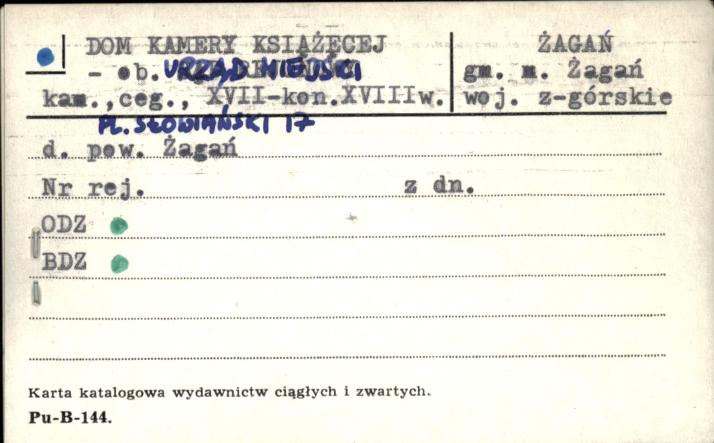 DOM KAMERY KSIĄŻĘCEJ
ŻAGAŃ
- ob. URZĄD MIEJSKI
gm. m. Żagań
kam., ceg., XVII-kon.XVIIIw.
woj. z-górskie
PL. SŁOWIAŃSKI 17
d. pow. Żagań
Nr rej. z dn.
ODZ
BDZ
Karta katalogowa wydawnictw ciągłych i zwartych.
Pu-B-144.